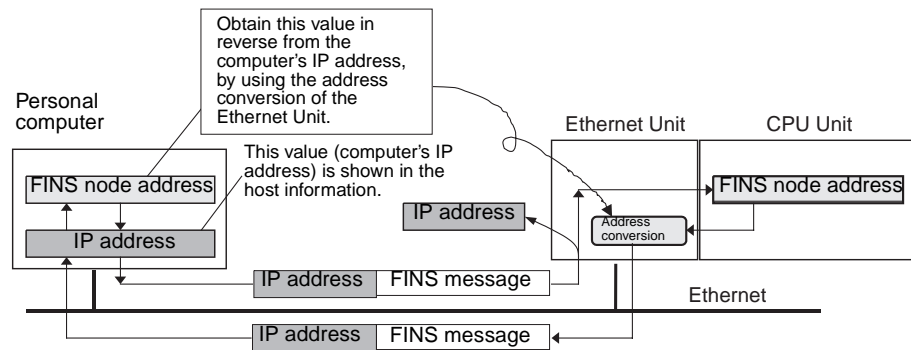 Obtain this value in
reverse from the
computer's IP address,
by using the address
conversion of the
Ethernet Unit.
Personal
computer
Ethernet Unit
CPU Unit
This value (computer's IP
address) is shown in the
host information.
FINS node address
FINS node address
IP address
Address
conversion
IP address
IP address
FINS message
Ethernet
IP address
FINS message